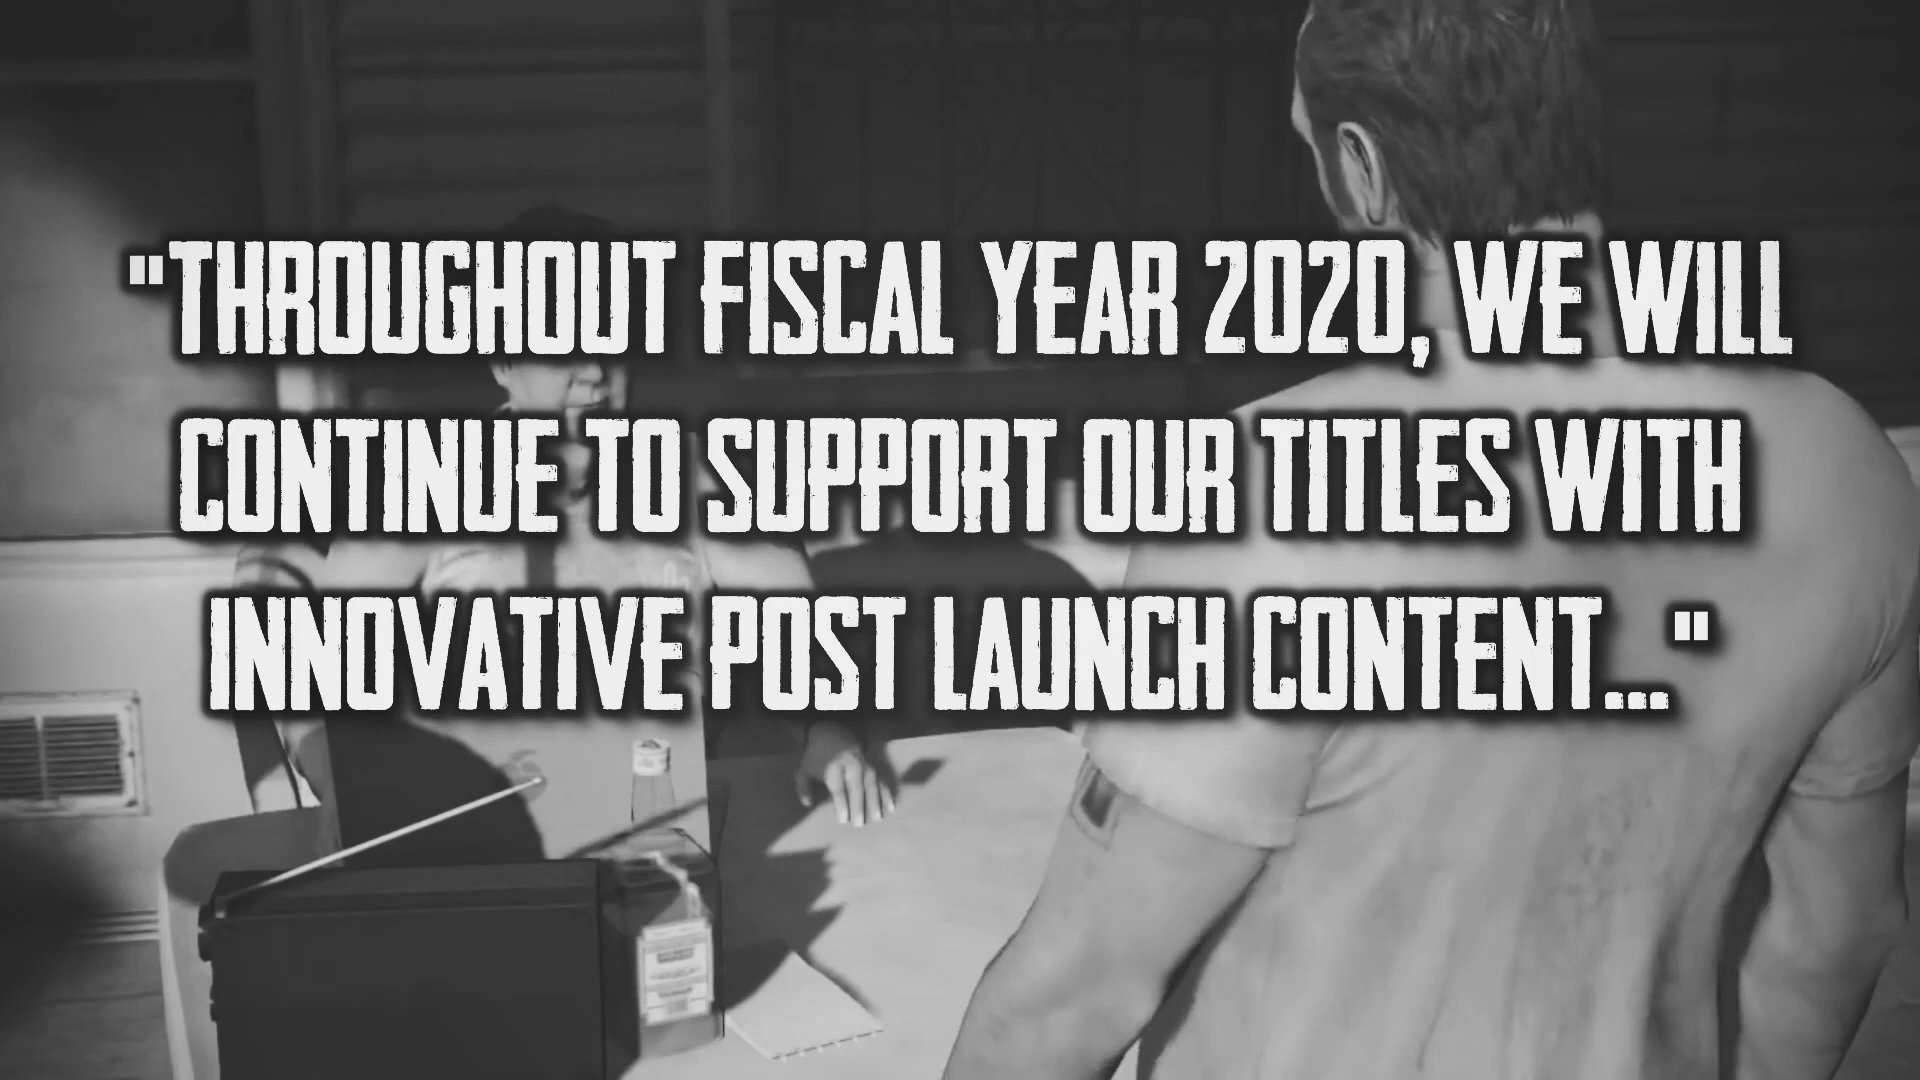 "THROUGHOUT FISCAL YEAR 2020, WE WILL
CONTINUE TO SUPPORT OUR TITLES WITH
INNOVATIVE POST LAUNCH CONTENT..."